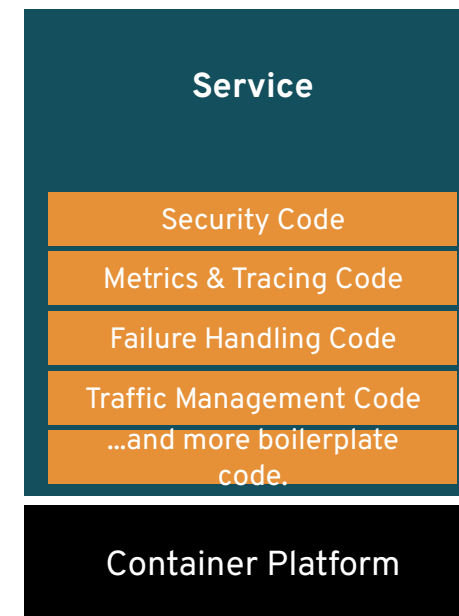 Service
Security Code
Metrics & Tracing Code
Failure Handling Code
Traffic Management Code
...and more boilerplate
code.
Container Platform